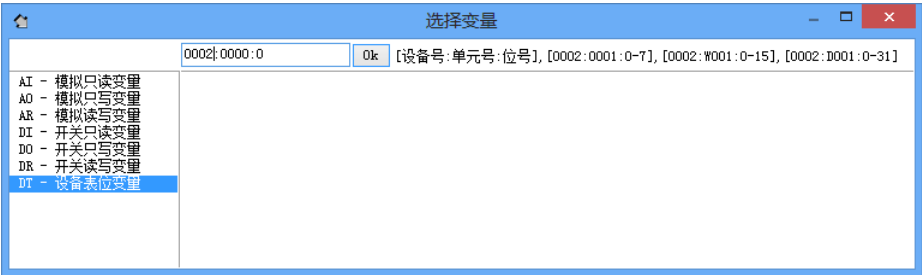 选择变量
0002:0000:0 Ok [设备号:单元号:位号],[0002:0001:0-7],[0002:W001:0-15],[0002:D001:0-31]
AI - 模拟只读变量
AO - 模拟只写变量
AR - 模拟读写变量
DI - 开关只读变量
DO - 开关只写变量
DR - 开关读写变量
DT - 设备表位变量